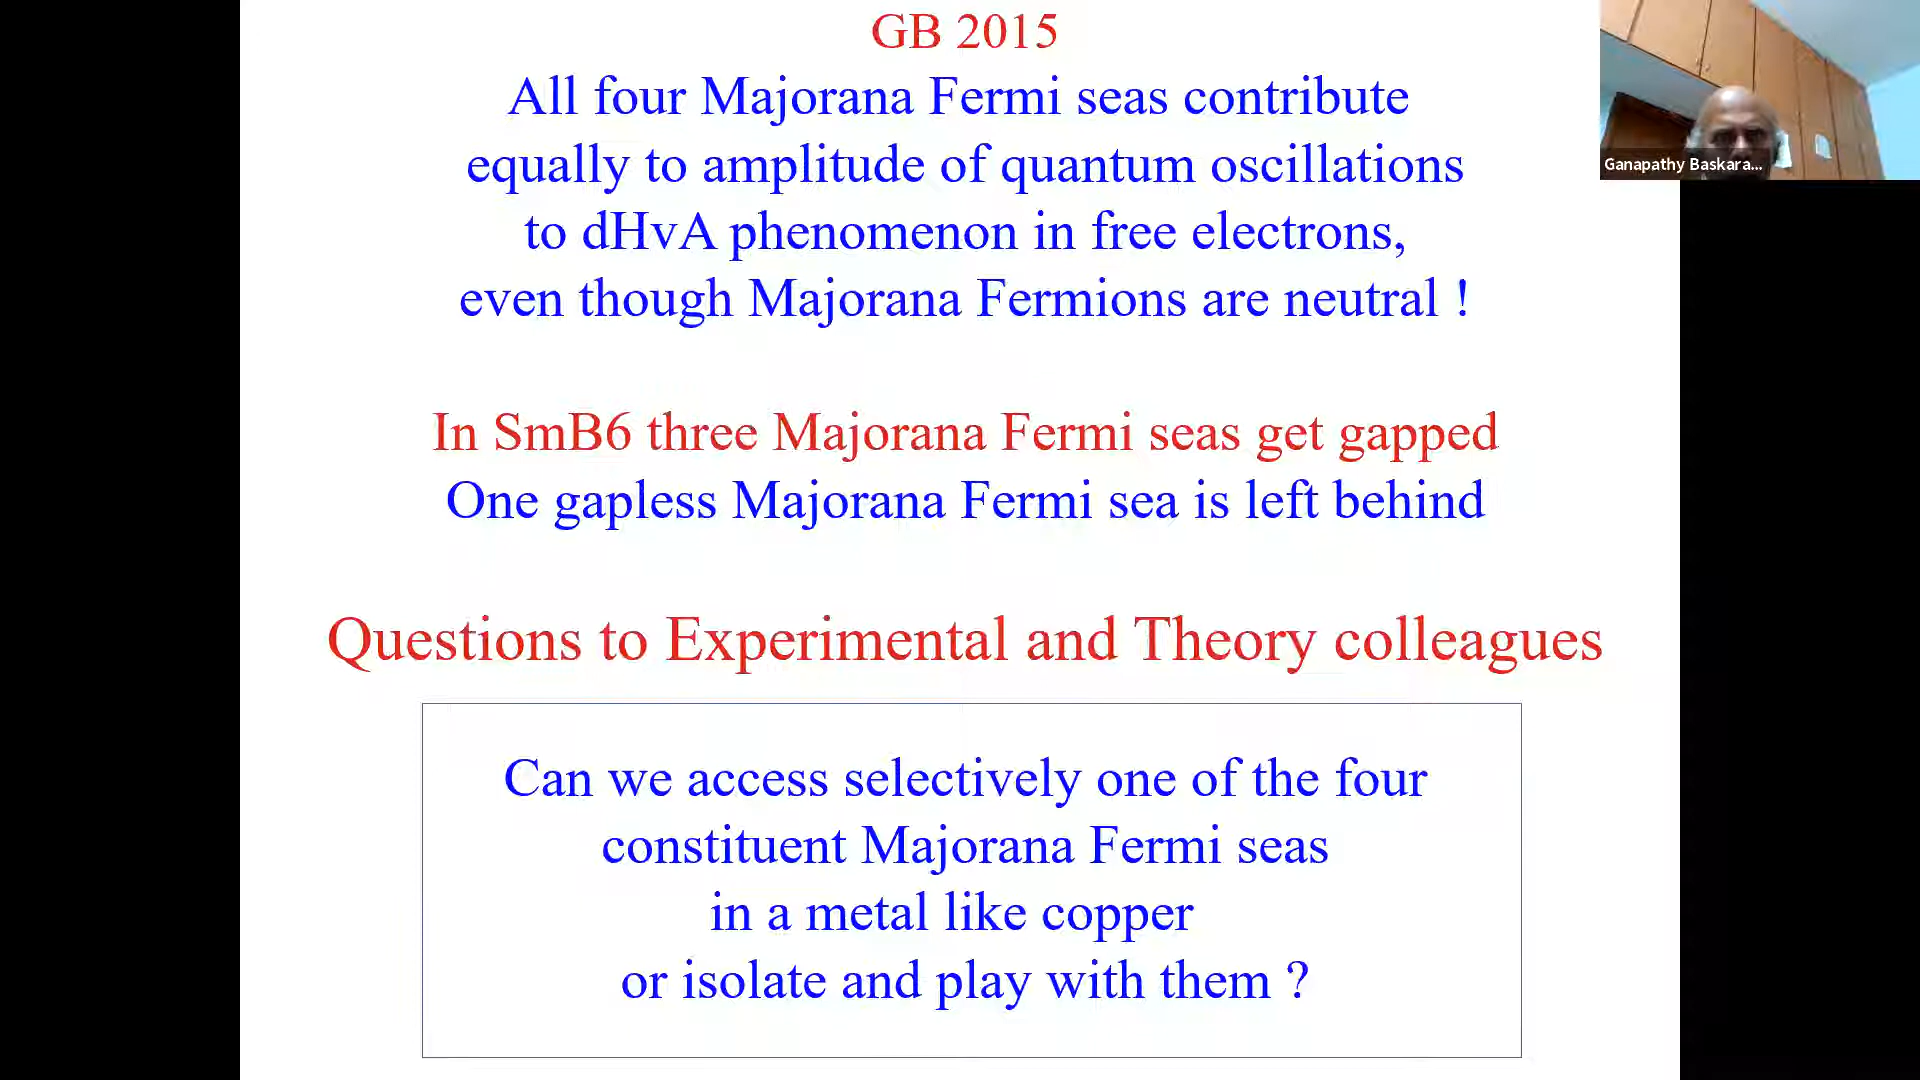 GB 2015
All four Majorana Fermi seas contribute
equally to amplitude of quantum oscillations
to dHvA phenomenon in free electrons,
even though Majorana Fermions are neutral !
In SmB6 three Majorana Fermi seas get gapped
One gapless Majorana Fermi sea is left behind
Questions to Experimental and Theory colleagues
Can we access selectively one of the four
constituent Majorana Fermi seas
in a metal like copper
or isolate and play with them ?
Ganapathy Baskara...